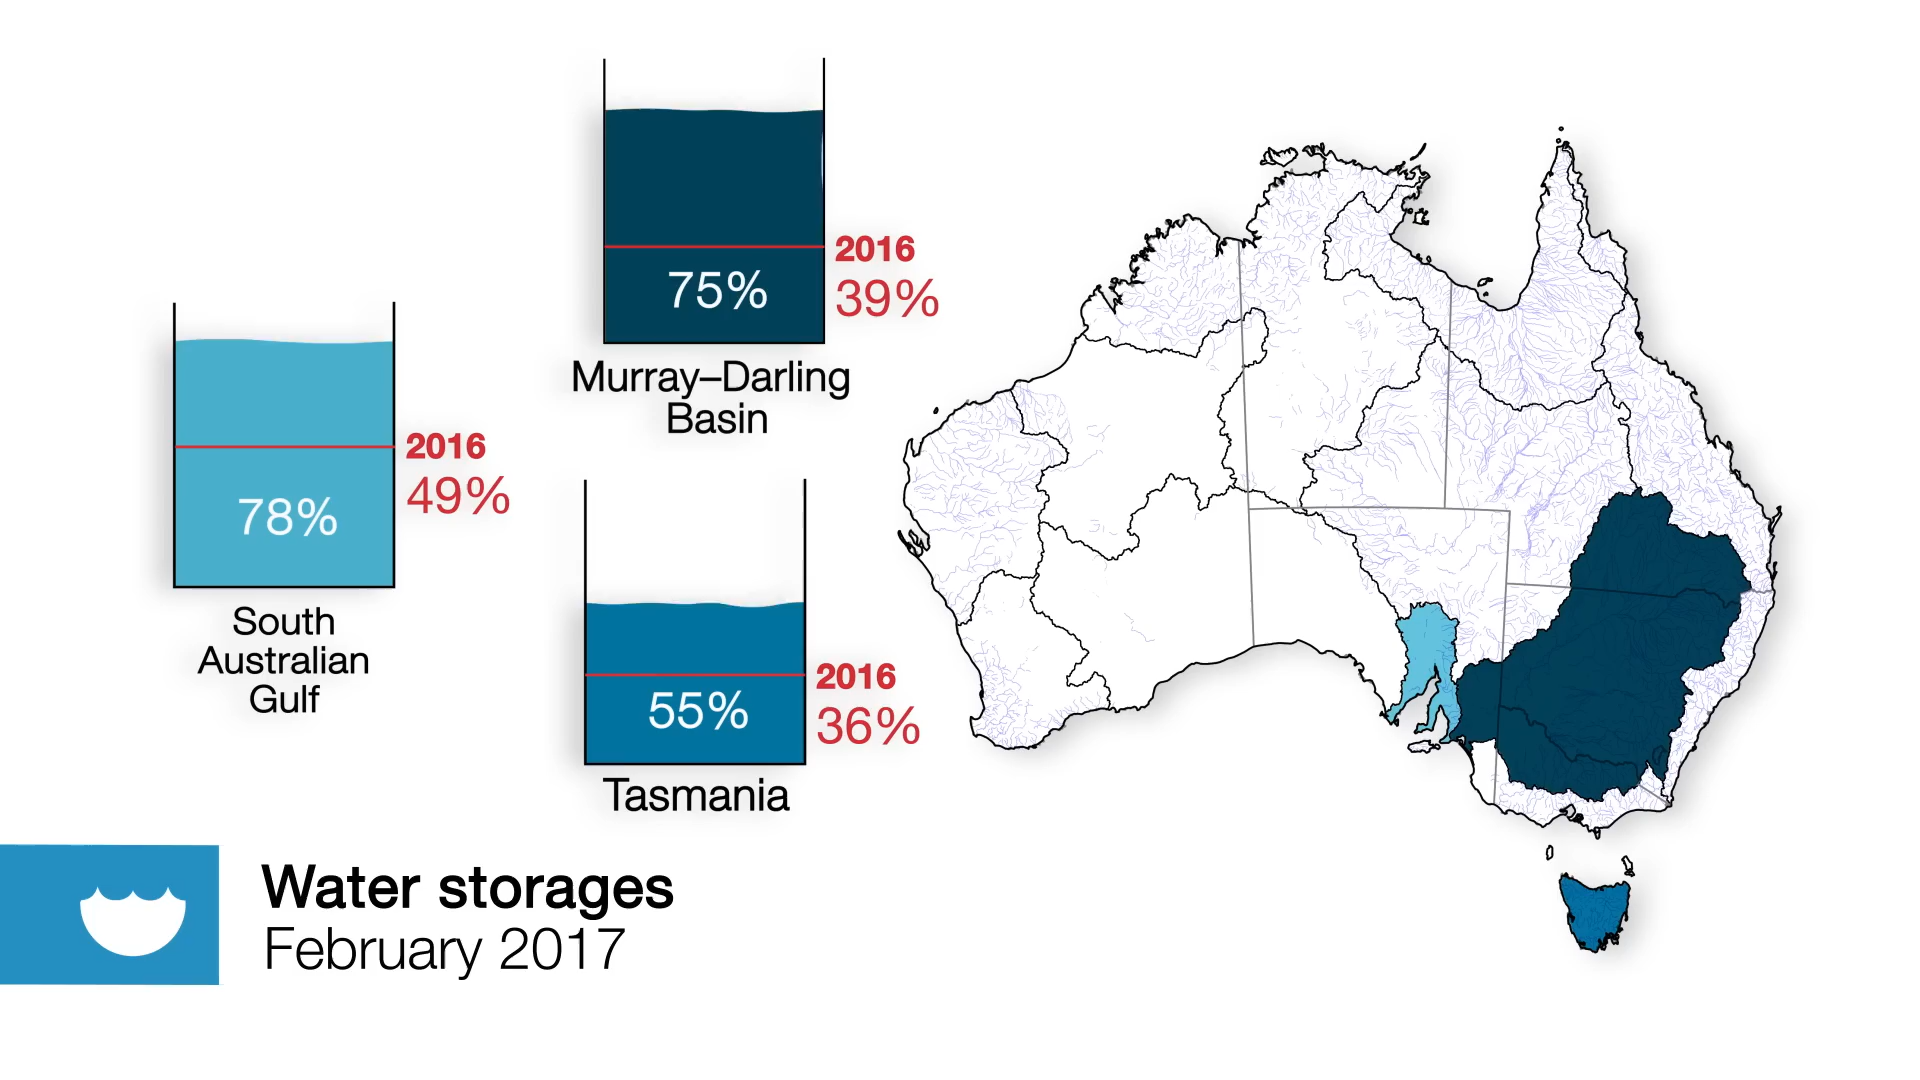 75%
2016
39%
Murray–Darling
Basin
78%
2016
49%
South
Australian
Gulf
55%
2016
36%
Tasmania
Water storages
February 2017